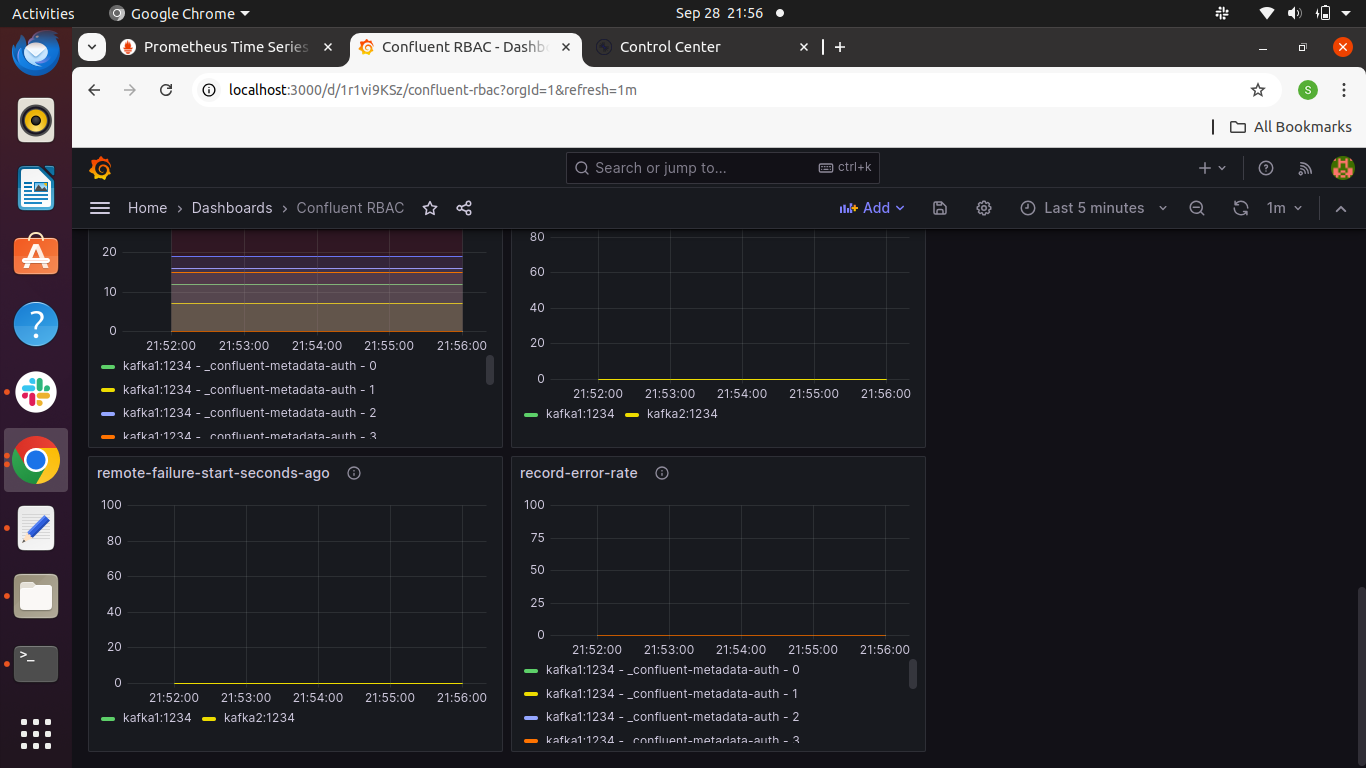 Activities
Google Chrome
Sep 28 21:56
Prometheus Time Series
Confluent RBAC - Dashb
Control Center
localhost:3000/d/1r1vi9KSz/confluent-rbac?orgId=1&refresh=1m
S
All Bookmarks
Search or jump to...
ctrl+k
Home › Dashboards › Confluent RBAC
Add
Last 5 minutes
1m
20
10
0
21:52:00 21:53:00 21:54:00 21:55:00 21:56:00
kafka1:1234 - _confluent-metadata-auth - 0
kafka1:1234 - _confluent-metadata-auth - 1
kafka1:1234 - _confluent-metadata-auth - 2
kafka1:1234 - _confluent-metadata-auth - 3
80
60
40
20
0
21:52:00 21:53:00 21:54:00 21:55:00 21:56:00
kafka1:1234 kafka2:1234
remote-failure-start-seconds-ago
100
80
60
40
20
0
21:52:00 21:53:00 21:54:00 21:55:00 21:56:00
kafka1:1234 kafka2:1234
record-error-rate
100
75
50
25
0
21:52:00 21:53:00 21:54:00 21:55:00 21:56:00
kafka1:1234 - _confluent-metadata-auth - 0
kafka1:1234 - _confluent-metadata-auth - 1
kafka1:1234 - _confluent-metadata-auth - 2
kafka1:1234 - _confluent-metadata-auth - 3